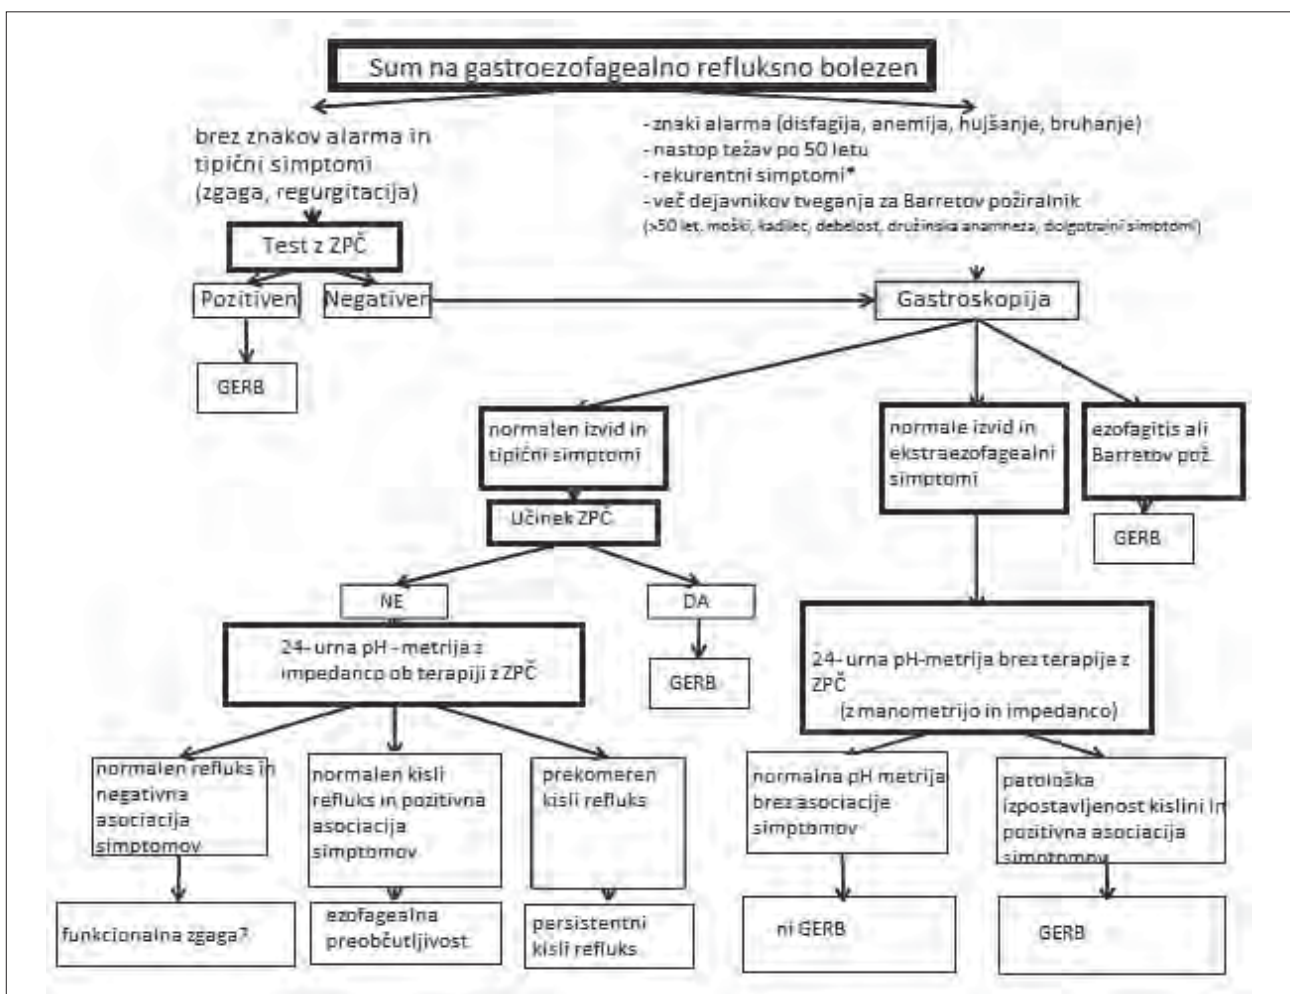 Sum na gastroezofagealno refluksno bolezen
brez znakov alarma in
tipični simptomi
(zgaga, regurgitacija)
- znaki alarma (disfagija, anemija, hujšanje, bruhanje)
- nastop težav po 50 letu
- rekurentni simptomi*
- več dejavnikov tveganja za Barretov požiralnik
(>50 let, moški, kadilec, debelost, družinska anamneza, dolgotrajni simptomi)
Test z ZPČ
Pozitiven
Negativen
Gastroskopija
GERB
normalen izvid in
tipični simptomi
normale izvid in
ekstraezofagealni
simptomi
ezofagitis ali
Barretov pož.
Učinek ZPČ
GERB
NE
DA
24- urna pH - metrija z
impedanco ob terapiji z ZPČ
GERB
24- urna pH-metrija brez terapije z
ZPČ
(z manometrijo in impedanco)
normalen refluks in
negativna
asociacija
simptomov
normalen kisli
refluks in pozitivna
asociacija
simptomov
prekomeren
kisli refluks
normalna pH metrija
brez asociacije
simptomov
patološka
izpostavljenost kislini in
pozitivna asociacija
simptomov
funkcionalna zgaga?
ezofagealna
preobčutljivost
persistentni
kisli refluks
ni GERB
GERB